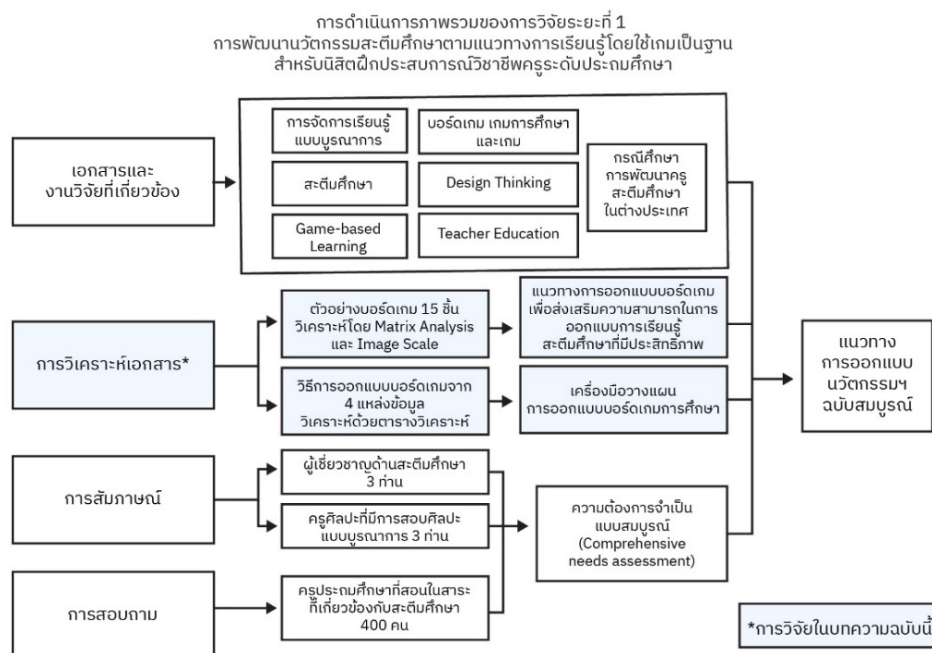 การดำเนินการภาพรวมของการวิจัยระยะที่ 1
การพัฒนานวัตกรรมสะตีมศึกษาตามแนวทางการเรียนรู้โดยใช้เกมเป็นฐาน
สำหรับนิสิตฝึกประสบการณ์วิชาชีพครูระดับประถมศึกษา
เอกสารและ
งานวิจัยที่เกี่ยวข้อง
การจัดการเรียนรู้
แบบบูรณาการ
บอร์ดเกม เกมการศึกษา
และเกม
สะตีมศึกษา
Design Thinking
Game-based
Learning
Teacher Education
กรณีศึกษา
การพัฒนาครู
สะตีมศึกษา
ในต่างประเทศ
การวิเคราะห์เอกสาร*
ตัวอย่างบอร์ดเกม 15 ชิ้น
วิเคราะห์โดย Matrix Analysis
และ Image Scale
แนวทางการออกแบบบอร์ดเกม
เพื่อส่งเสริมความสามารถในการ
ออกแบบการเรียนรู้
สะตีมศึกษาที่มีประสิทธิภาพ
วิธีการออกแบบบอร์ดเกมจาก
4 แหล่งข้อมูล
วิเคราะห์ด้วยตารางวิเคราะห์
เครื่องมือวางแผน
การออกแบบบอร์ดเกมการศึกษา
แนวทาง
การออกแบบ
นวัตกรรมฯ
ฉบับสมบูรณ์
การสัมภาษณ์
ผู้เชี่ยวชาญด้านสะตีมศึกษา
3 ท่าน
ครูศิลปะที่มีการสอบศิลปะ
แบบบูรณาการ 3 ท่าน
ความต้องการจำเป็น
แบบสมบูรณ์
(Comprehensive
needs assessment)
การสอบถาม
ครูประถมศึกษาที่สอนในสาระ
ที่เกี่ยวข้องกับสะตีมศึกษา
400 คน
*การวิจัยในบทความฉบับนี้